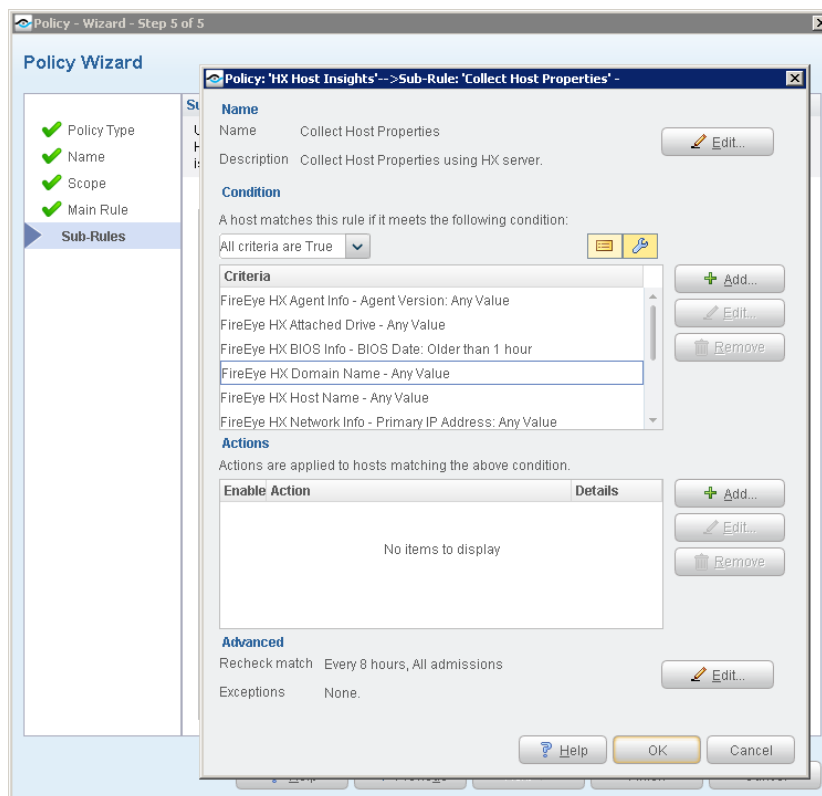 Policy - Wizard - Step 5 of 5
Policy Wizard
Policy Type
Name
Scope
Main Rule
Sub-Rules
Policy: 'HX Host Insights'-->Sub-Rule: 'Collect Host Properties' -
Name
Name Collect Host Properties
Edit...
Description Collect Host Properties using HX server.
Condition
A host matches this rule if it meets the following condition:
All criteria are True
Criteria
FireEye HX Agent Info - Agent Version: Any Value
FireEye HX Attached Drive - Any Value
FireEye HX BIOS Info - BIOS Date: Older than 1 hour
FireEye HX Domain Name - Any Value
FireEye HX Host Name - Any Value
FireEye HX Network Info - Primary IP Address: Any Value
Add...
Edit...
Remove
Actions
Actions are applied to hosts matching the above condition.
Enable Action Details
No items to display
Add...
Edit...
Remove
Advanced
Recheck match Every 8 hours, All admissions
Exceptions None.
Edit...
Help OK Cancel